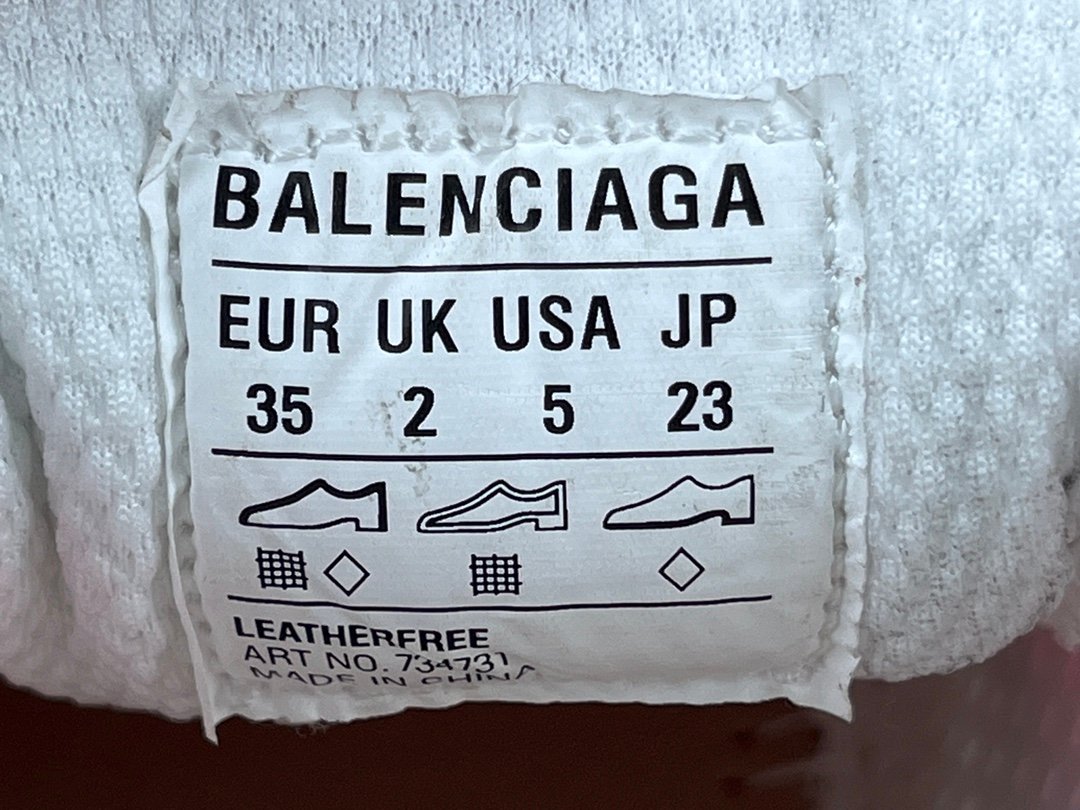 BALENCIAGA
EUR UK USA JP
35 2 5 23
LEATHERFREE
ART NO. 734731
MADE IN CHINA